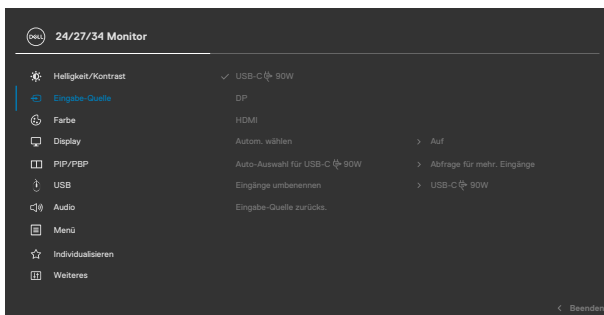 DELL 24/27/34 Monitor
Helligkeit/Kontrast ✓ USB-C 90W
Eingabe-Quelle DP
Farbe HDMI
Display Autom. wählen > Auf
PIP/PBP Auto-Auswahl für USB-C 90W > Abfrage für mehr. Eingänge
USB Eingänge umbenennen > USB-C 90W
Audio Eingabe-Quelle zurücks.
Menü
Individualisieren
Weiteres
< Beenden